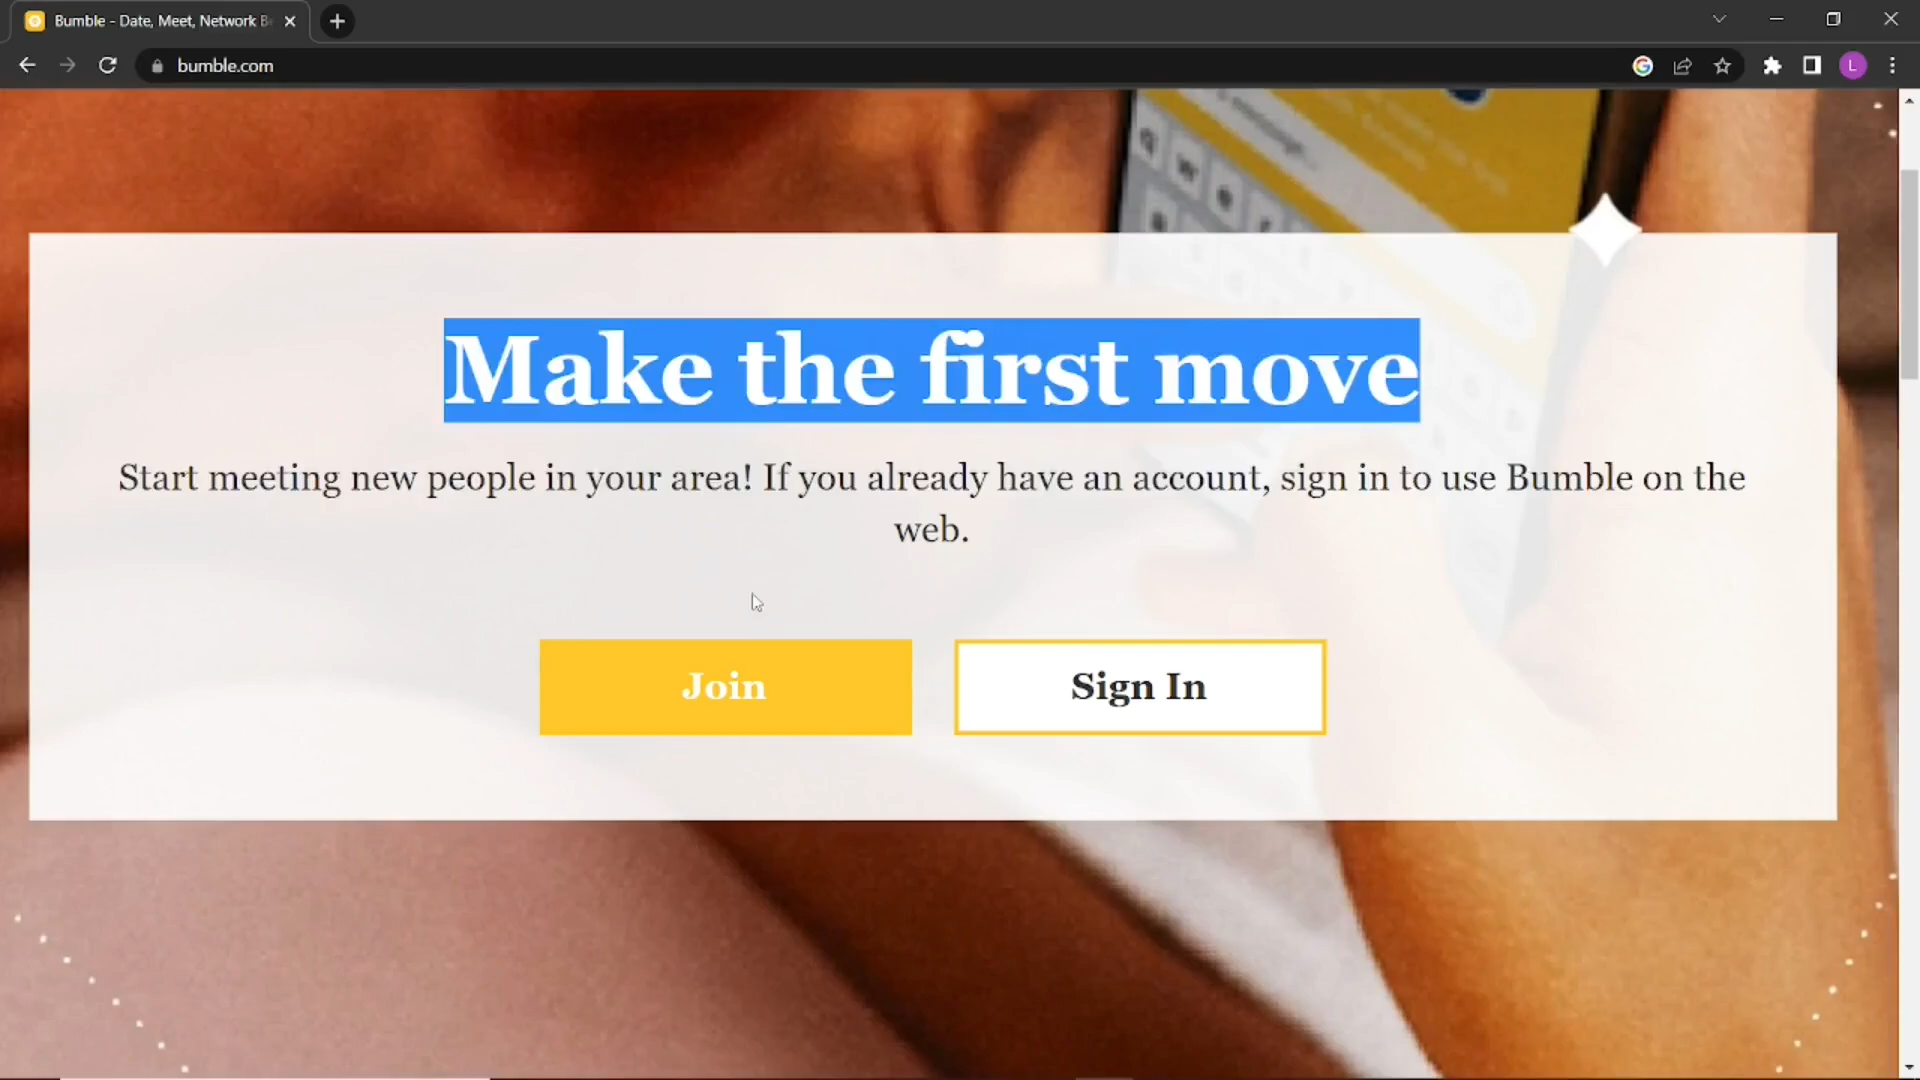 Bumble - Date, Meet, Network B
bumble.com
L
Make the first move
Start meeting new people in your area! If you already have an account, sign in to use Bumble on the
web.
Join
Sign In